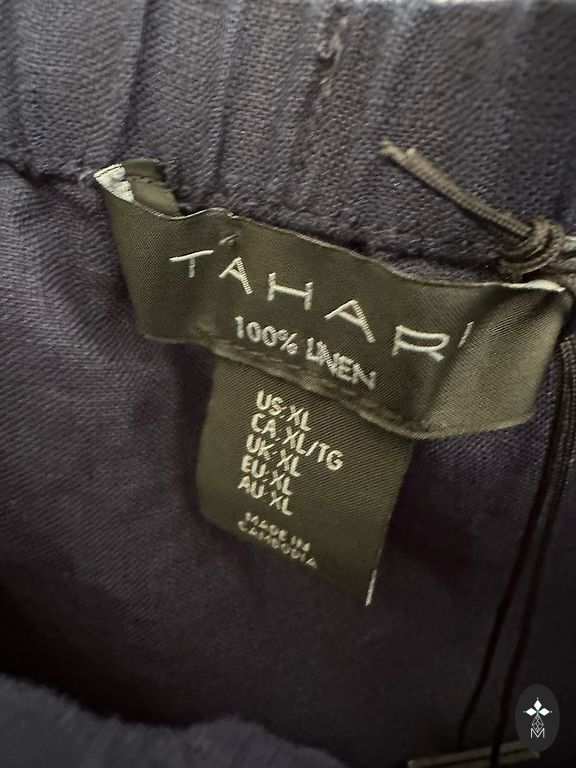 TAHARI
100% LINEN
US: XL
CA: XL/TG
UK: XL
EU: XL
AU: XL
MADE IN
CAMBODIA
M